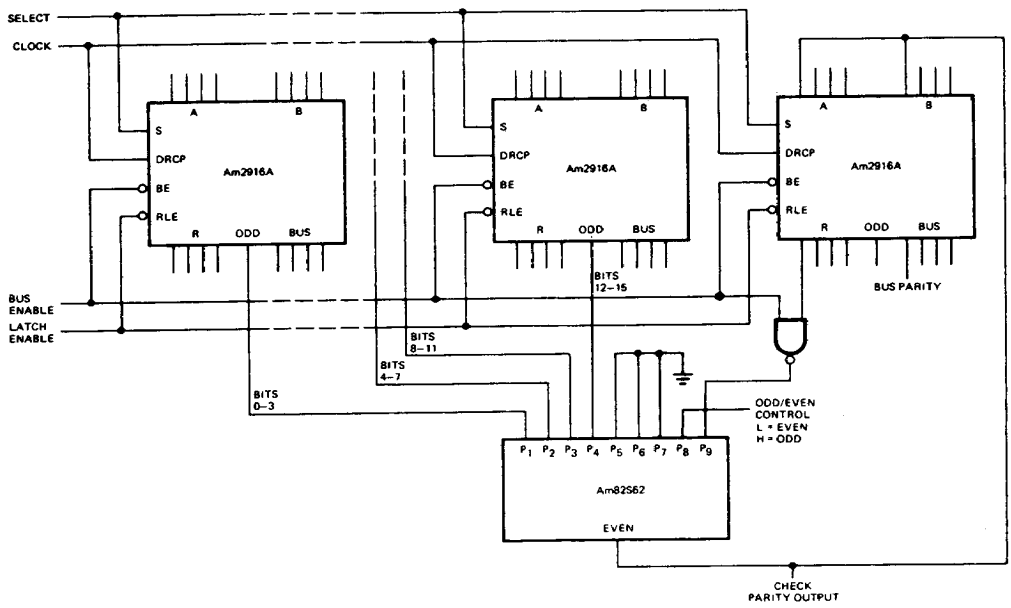 SELECT
CLOCK
A
B
S
DRCP
BE
RLE
Am2916A
R
ODD
BUS
A
B
S
DRCP
BE
RLE
Am2916A
R
ODD
BUS
A
B
S
DRCP
BE
RLE
Am2916A
R
ODD
BUS
BUS PARITY
BUS
ENABLE
LATCH
ENABLE
BITS
0–3
BITS
4–7
BITS
8–11
BITS
12–15
ODD/EVEN
CONTROL
L = EVEN
H = ODD
P1 P2 P3 P4 P5 P6 P7 P8 P9
Am82S62
EVEN
CHECK
PARITY OUTPUT